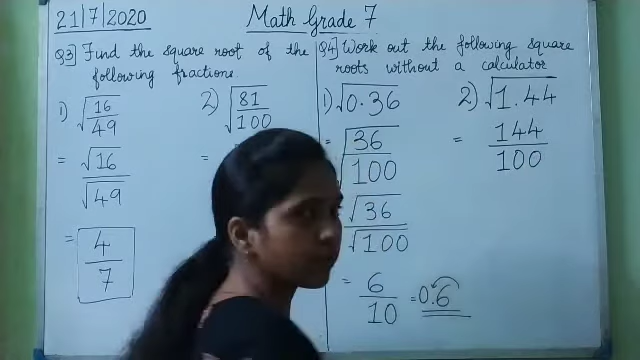 21/7/2020
Math Grade 7
Q3] Find the square root of the following fractions
1) √16/49
= √16/√49
= 4/7
2) √81/100
=
Q4] Work out the following square roots without a calculator
1) √0.36
= √36/100
√36/√100
= 6/10 = 0.6
2) √1.44
= 144/100